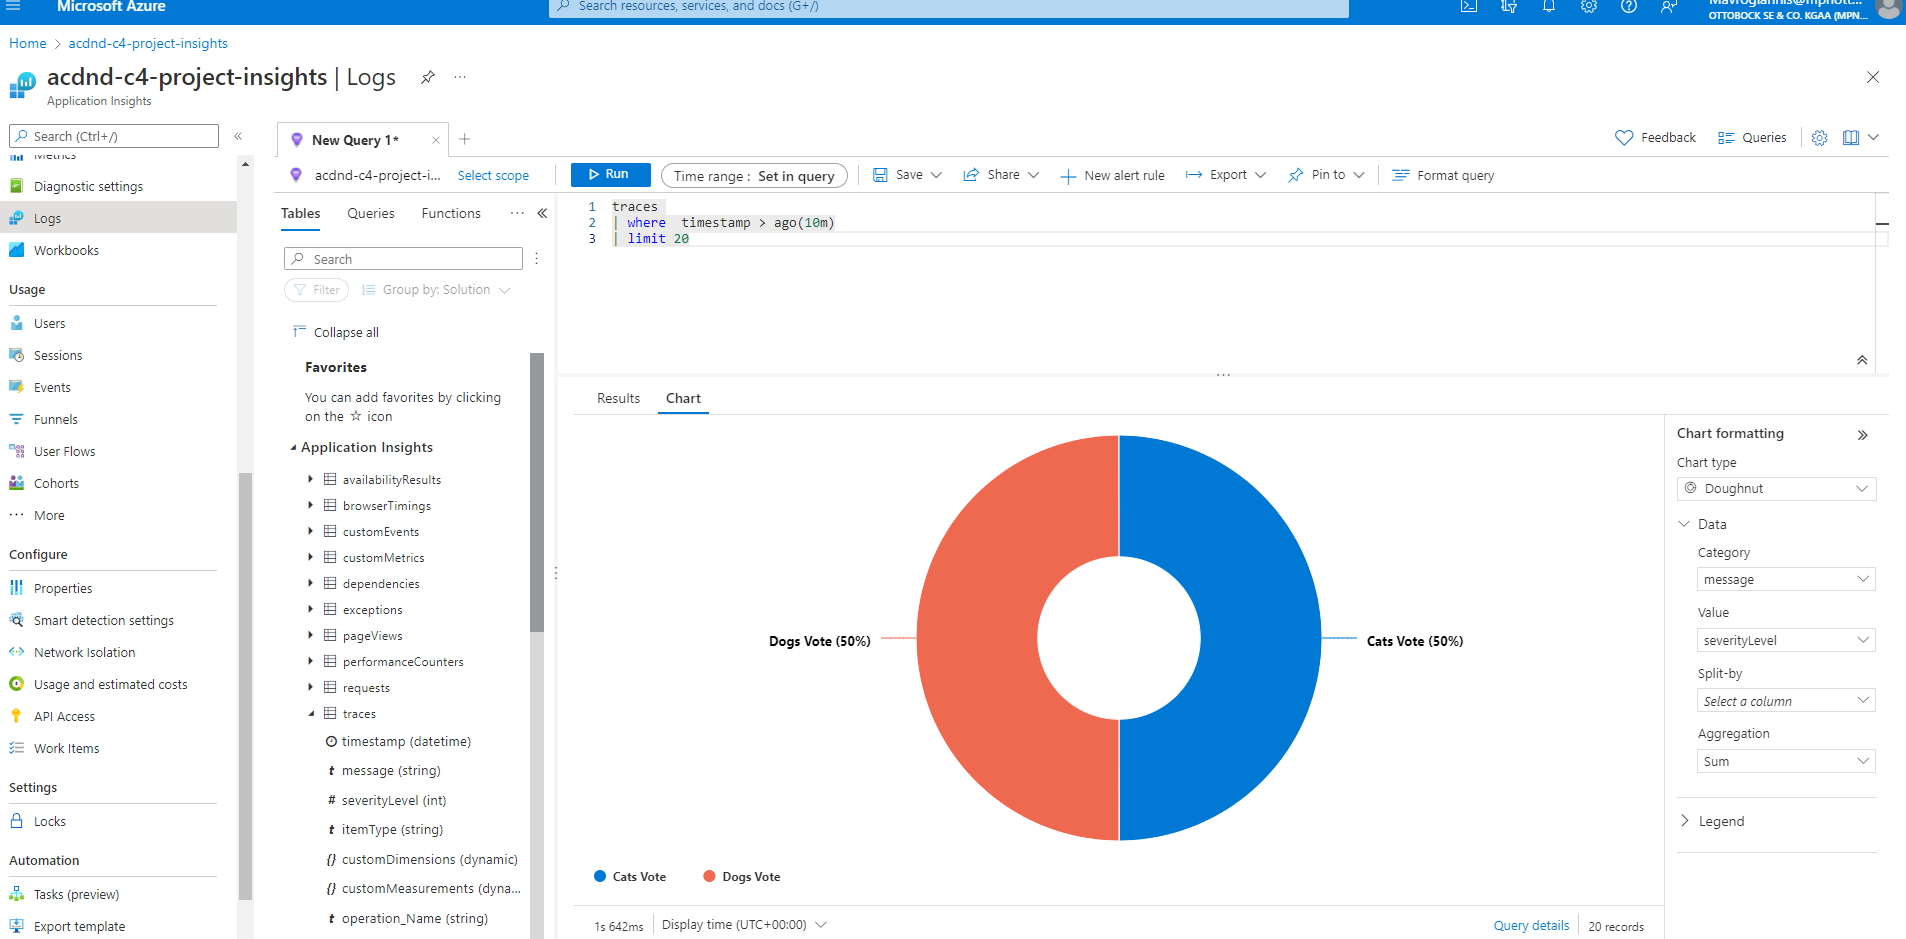 Microsoft Azure
Search resources, services, and docs (G+/)
OTTOBOCK SE & CO. KGAA (MPN...
Home > acdnd-c4-project-insights
acdnd-c4-project-insights | Logs
Application Insights
Search (Ctrl+/)
Metrics
Diagnostic settings
Logs
Workbooks
Usage
Users
Sessions
Events
Funnels
User Flows
Cohorts
More
Configure
Properties
Smart detection settings
Network Isolation
Usage and estimated costs
API Access
Work Items
Settings
Locks
Automation
Tasks (preview)
Export template
New Query 1*
Feedback
Queries
acdnd-c4-project-i...
Select scope
Run
Time range : Set in query
Save
Share
New alert rule
Export
Pin to
Format query
Tables
Queries
Functions
Search
Filter
Group by: Solution
Collapse all
Favorites
You can add favorites by clicking
on the ☆ icon
Application Insights
availabilityResults
browserTimings
customEvents
customMetrics
dependencies
exceptions
pageViews
performanceCounters
requests
traces
timestamp (datetime)
t message (string)
# severityLevel (int)
t itemType (string)
{} customDimensions (dynamic)
{} customMeasurements (dyna...
t operation_Name (string)
1 traces
2 | where timestamp > ago(10m)
3 | limit 20
Results
Chart
Dogs Vote (50%)
Cats Vote (50%)
Cats Vote
Dogs Vote
1s 642ms
Display time (UTC+00:00)
Query details
20 records
Chart formatting
Chart type
Doughnut
Data
Category
message
Value
severityLevel
Split-by
Select a column
Aggregation
Sum
Legend